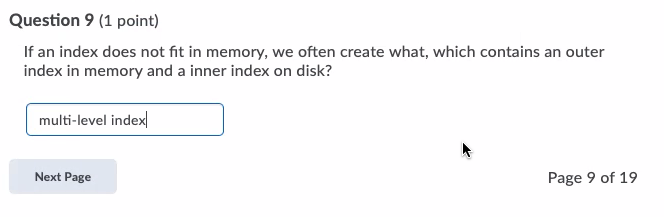 Question 9 (1 point)
If an index does not fit in memory, we often create what, which contains an outer
index in memory and a inner index on disk?
multi-level index
Next Page
Page 9 of 19